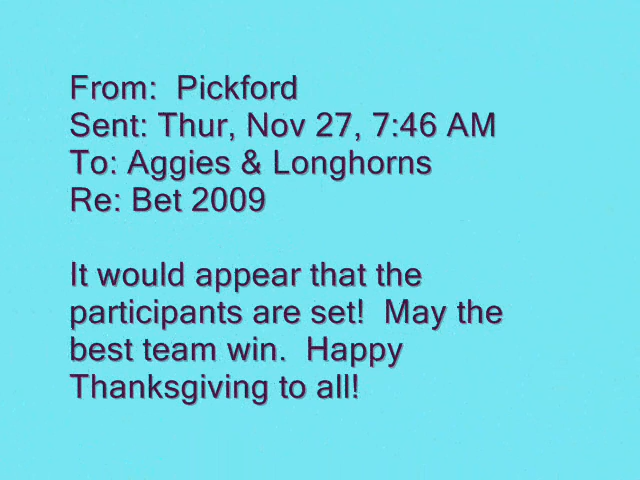 From:  Pickford
Sent: Thur, Nov 27, 7:46 AM
To: Aggies & Longhorns
Re: Bet 2009

It would appear that the
participants are set!  May the
best team win.  Happy
Thanksgiving to all!